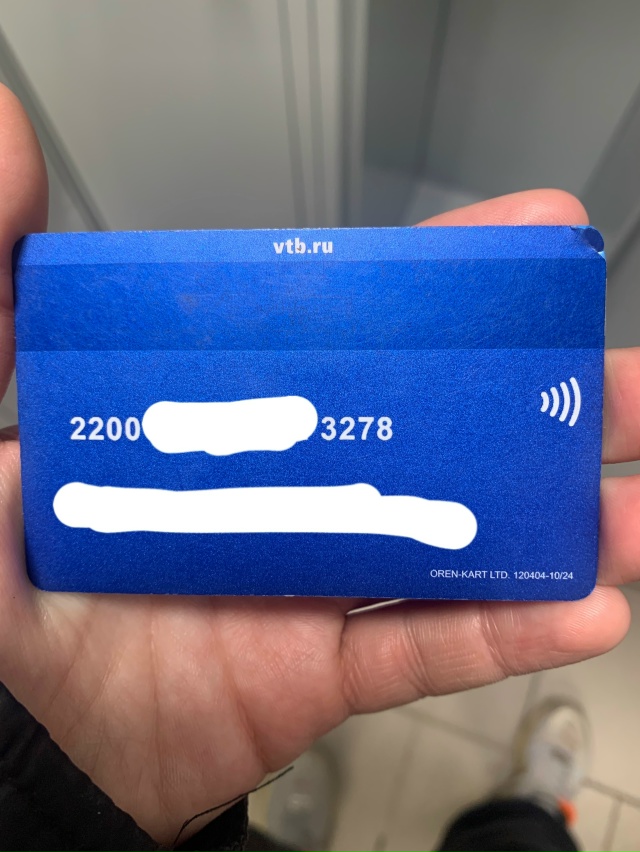 vtb.ru
2200 3278
OREN-KART LTD. 120404-10/24